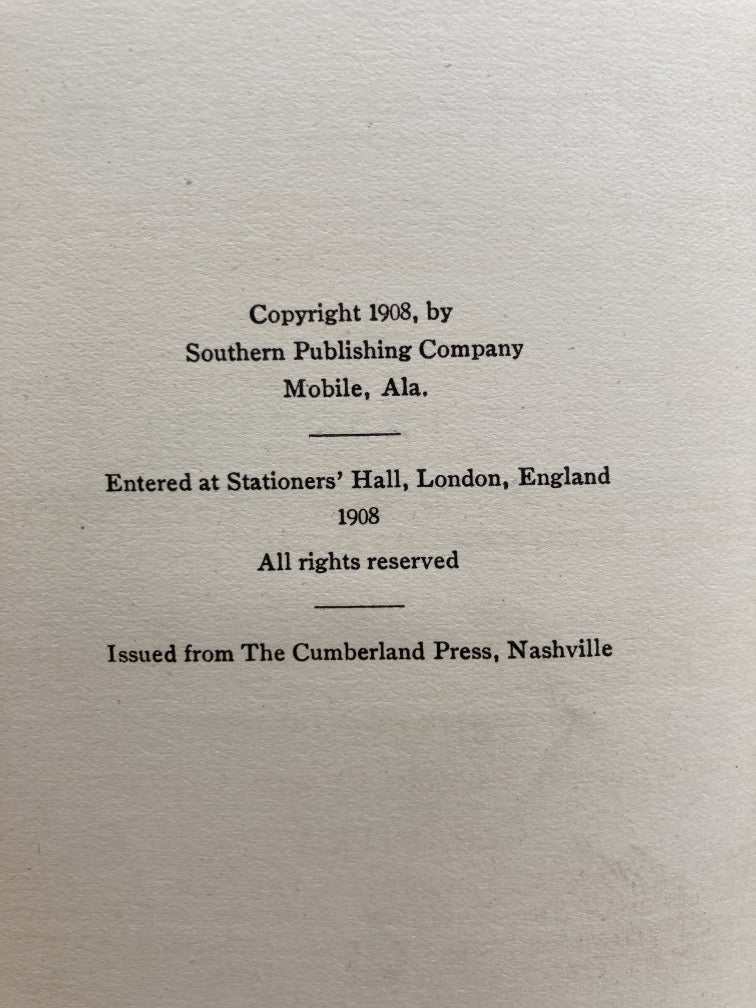 Copyright 1908, by
Southern Publishing Company
Mobile, Ala.
Entered at Stationers' Hall, London, England
1908
All rights reserved
Issued from The Cumberland Press, Nashville